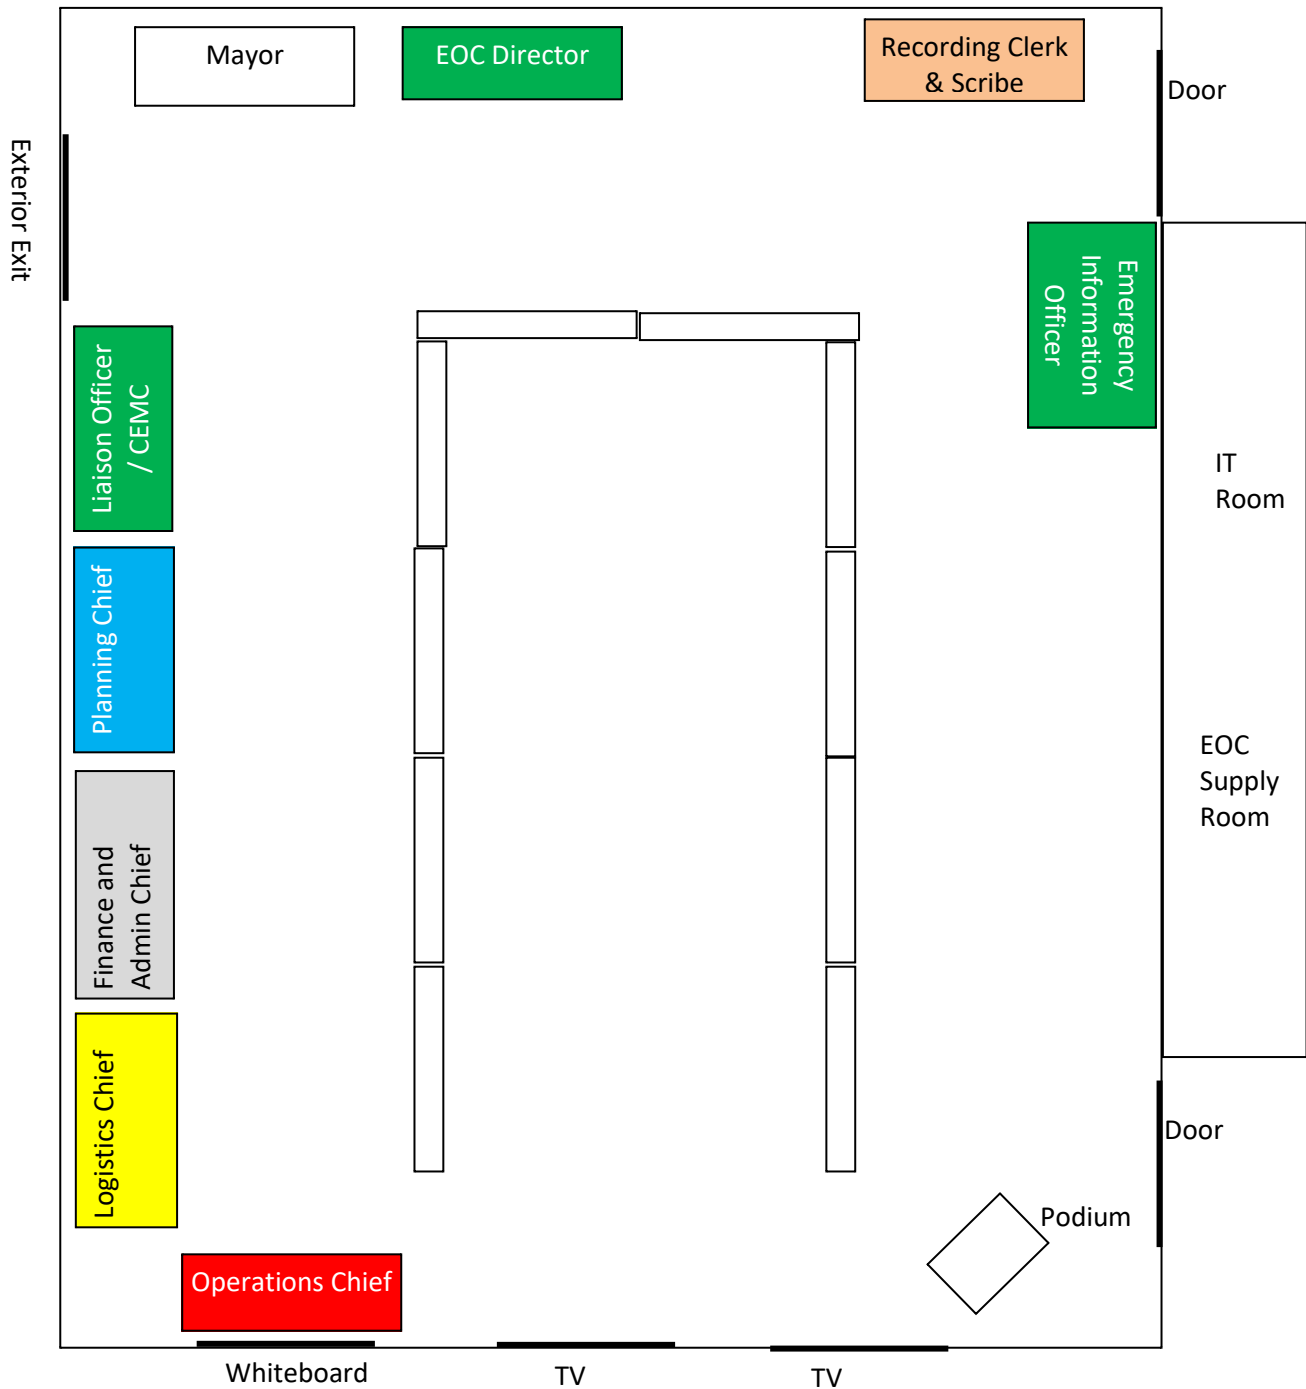 Mayor
EOC Director
Recording Clerk
& Scribe
Door
Exterior Exit
Emergency
Information
Officer
Liaison Officer
/ CEMC
IT
Room
Planning Chief
EOC
Supply
Room
Finance and
Admin Chief
Logistics Chief
Door
Podium
Operations Chief
Whiteboard
TV
TV